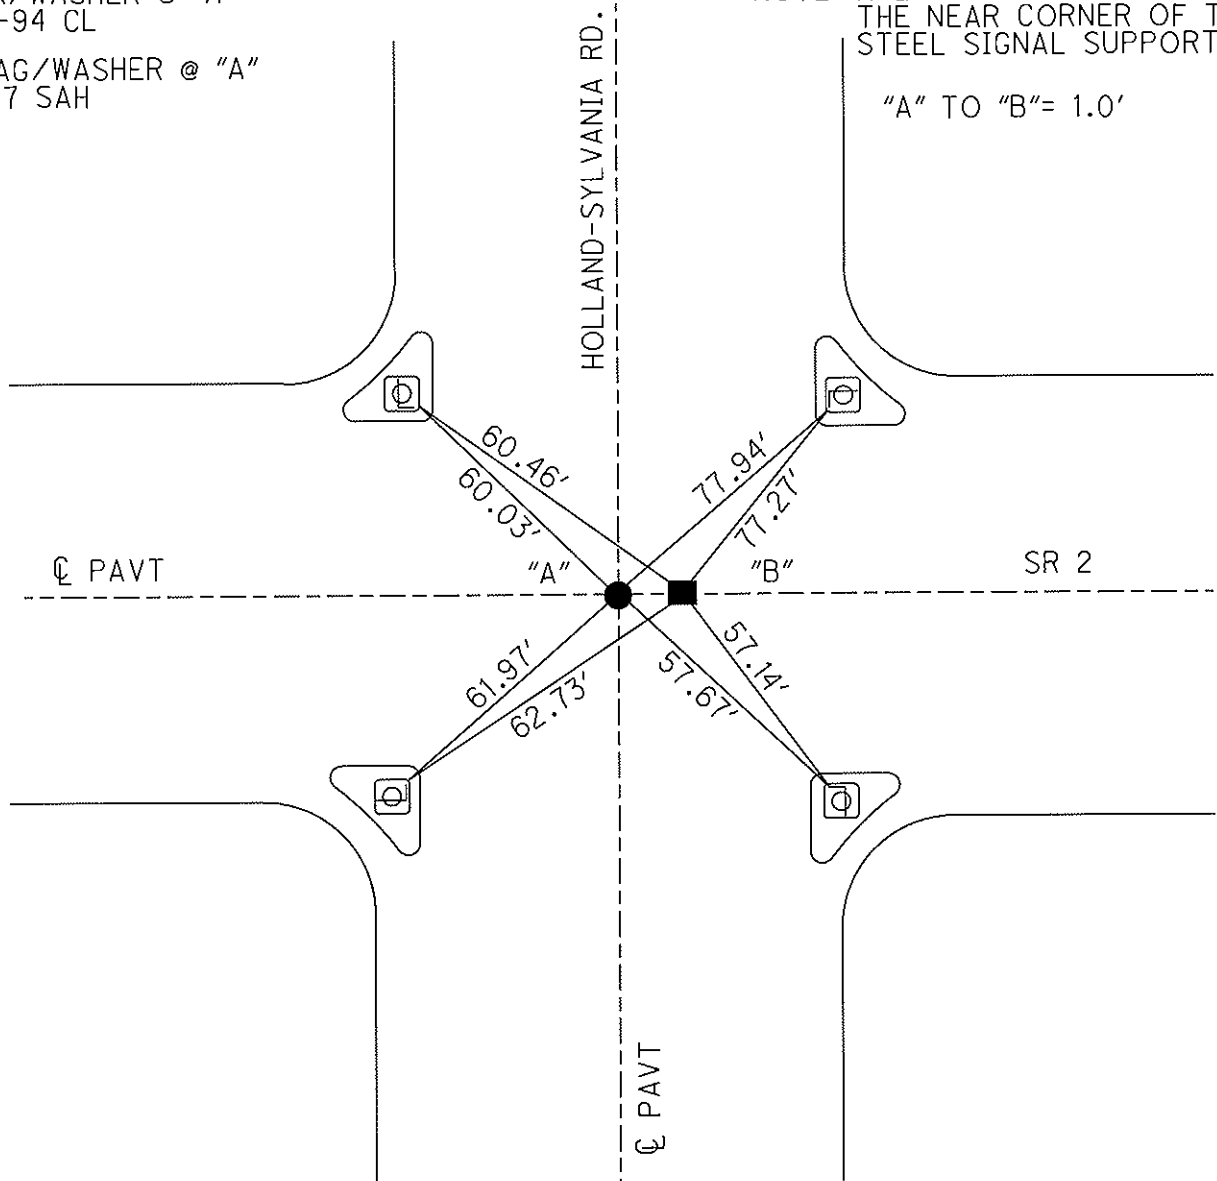 -94 CL
AG/WASHER @ "A"
7 SAH
HOLLAND-SYLVANIA RD.
THE NEAR CORNER OF T
STEEL SIGNAL SUPPORT
"A" TO "B"= 1.0'
60.46'
60.03'
77.94'
77.27'
℄ PAVT
"A"
"B"
SR 2
61.97'
62.73'
57.14'
57.67'
℄ PAVT